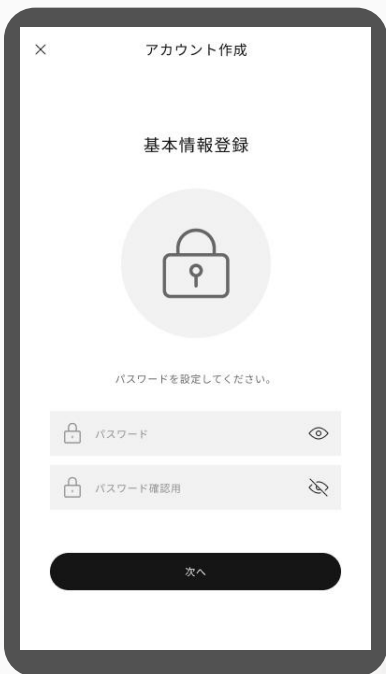 アカウント作成
基本情報登録
パスワードを設定してください。
パスワード
パスワード確認用
次へ